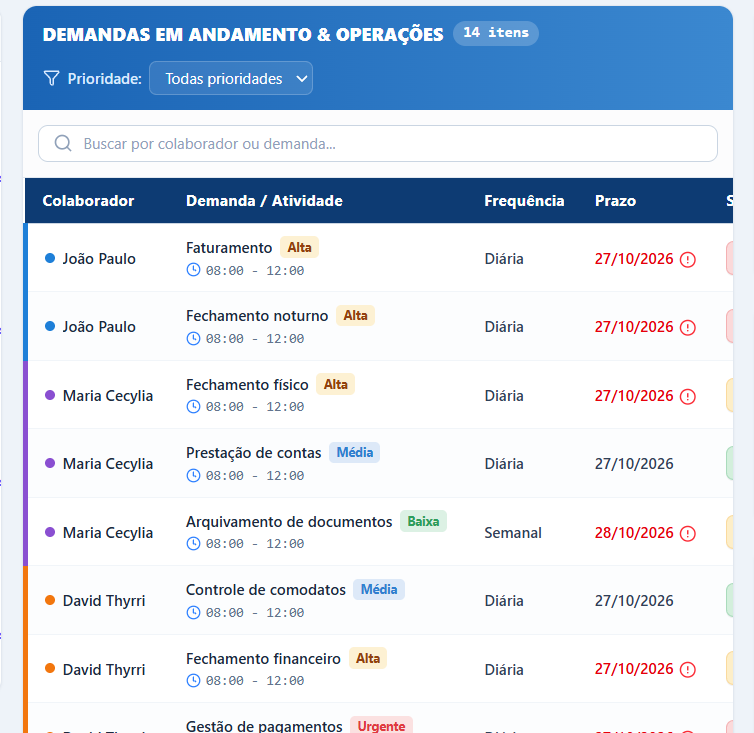 DEMANDAS EM ANDAMENTO & OPERAÇÕES 14 itens
Prioridade: Todas prioridades
Buscar por colaborador ou demanda...
Colaborador Demanda / Atividade Frequência Prazo
João Paulo Faturamento Alta Diária 27/10/2026
08:00 - 12:00
João Paulo Fechamento noturno Alta Diária 27/10/2026
08:00 - 12:00
Maria Cecylia Fechamento físico Alta Diária 27/10/2026
08:00 - 12:00
Maria Cecylia Prestação de contas Média Diária 27/10/2026
08:00 - 12:00
Maria Cecylia Arquivamento de documentos Baixa Semanal 28/10/2026
08:00 - 12:00
David Thyrri Controle de comodatos Média Diária 27/10/2026
08:00 - 12:00
David Thyrri Fechamento financeiro Alta Diária 27/10/2026
08:00 - 12:00
Gestão de pagamentos Urgente